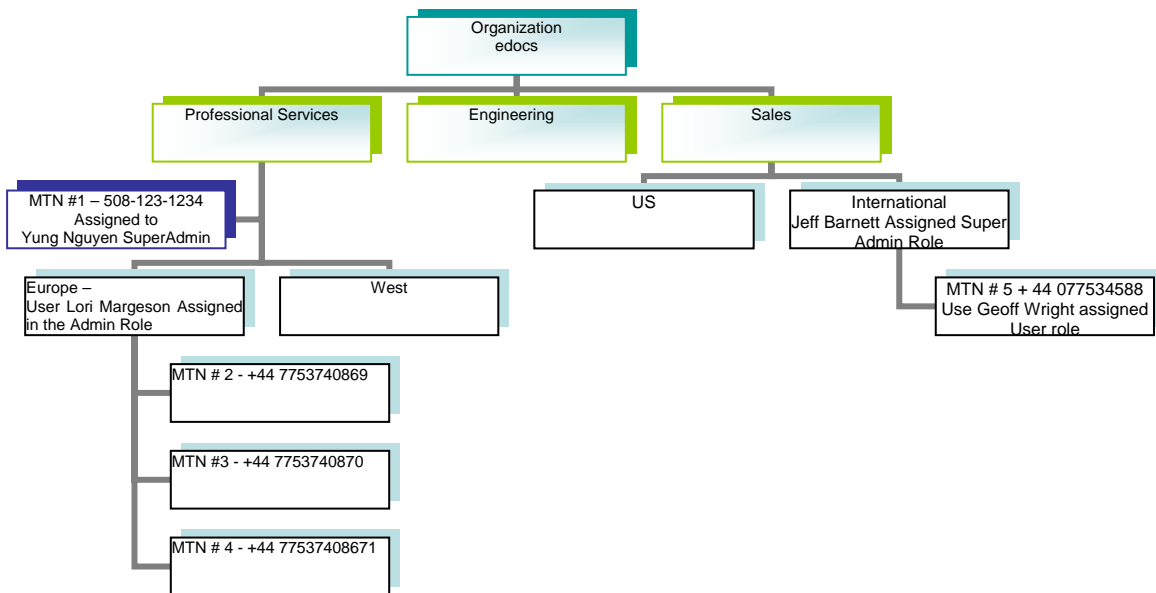 Organization
edocs
Professional Services
Engineering
Sales
MTN #1 – 508-123-1234
Assigned to
Yung Nguyen SuperAdmin
US
International
Jeff Barnett Assigned Super
Admin Role
Europe –
User Lori Margeson Assigned
in the Admin Role
West
MTN # 5 + 44 077534588
Use Geoff Wright assigned
User role
MTN # 2 - +44 7753740869
MTN #3 - +44 7753740870
MTN # 4 - +44 77537408671